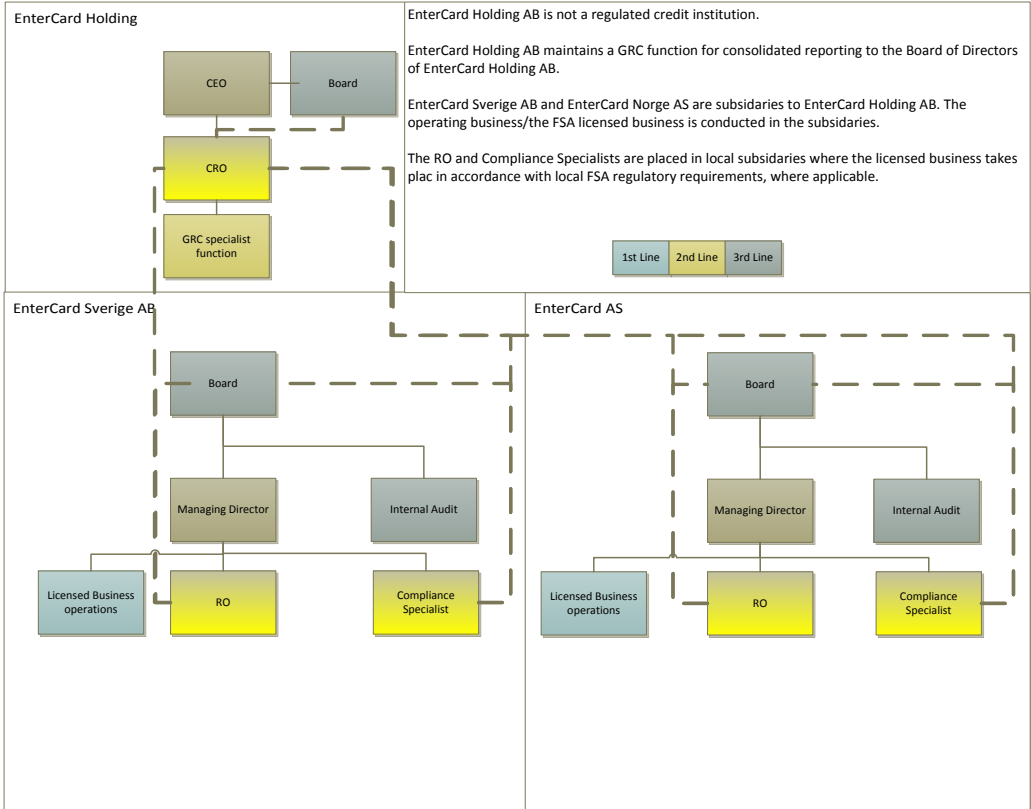 EnterCard Holding
CEO
Board
CRO
GRC specialist
function
EnterCard Holding AB is not a regulated credit institution.
EnterCard Holding AB maintains a GRC function for consolidated reporting to the Board of Directors
of EnterCard Holding AB.
EnterCard Sverige AB and EnterCard Norge AS are subsidaries to EnterCard Holding AB. The
operating business/the FSA licensed business is conducted in the subsidaries.
The RO and Compliance Specialists are placed in local subsidaries where the licensed business takes
plac in accordance with local FSA regulatory requirements, where applicable.
1st Line
2nd Line
3rd Line
EnterCard Sverige AB
Board
Managing Director
Internal Audit
Licensed Business
operations
RO
Compliance
Specialist
EnterCard AS
Board
Managing Director
Internal Audit
Licensed Business
operations
RO
Compliance
Specialist